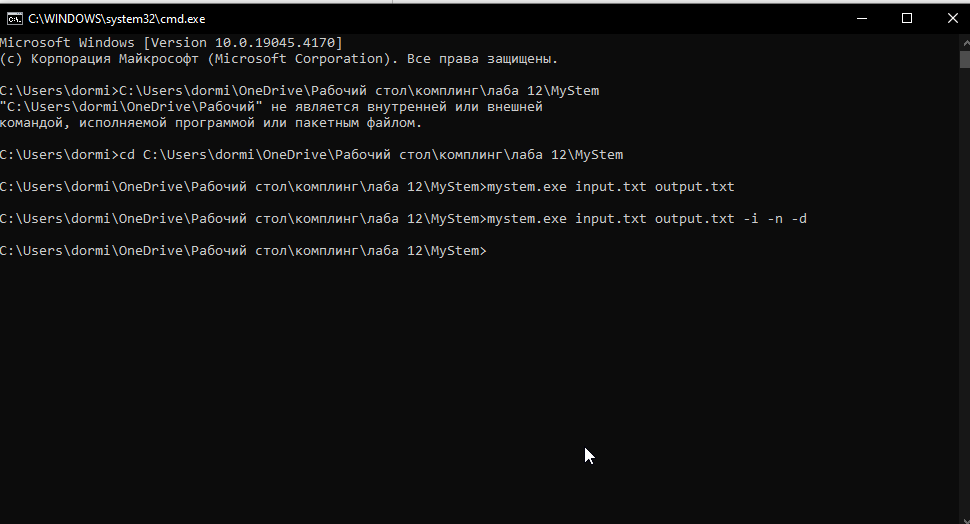 C:\WINDOWS\system32\cmd.exe
Microsoft Windows [Version 10.0.19045.4170]
(c) Корпорация Майкрософт (Microsoft Corporation). Все права защищены.
C:\Users\dormi>C:\Users\dormi\OneDrive\Рабочий стол\комплинг\лаба 12\MyStem
"C:\Users\dormi\OneDrive\Рабочий" не является внутренней или внешней
командой, исполняемой программой или пакетным файлом.
C:\Users\dormi>cd C:\Users\dormi\OneDrive\Рабочий стол\комплинг\лаба 12\MyStem
C:\Users\dormi\OneDrive\Рабочий стол\комплинг\лаба 12\MyStem>mystem.exe input.txt output.txt
C:\Users\dormi\OneDrive\Рабочий стол\комплинг\лаба 12\MyStem>mystem.exe input.txt output.txt -i -n -d
C:\Users\dormi\OneDrive\Рабочий стол\комплинг\лаба 12\MyStem>